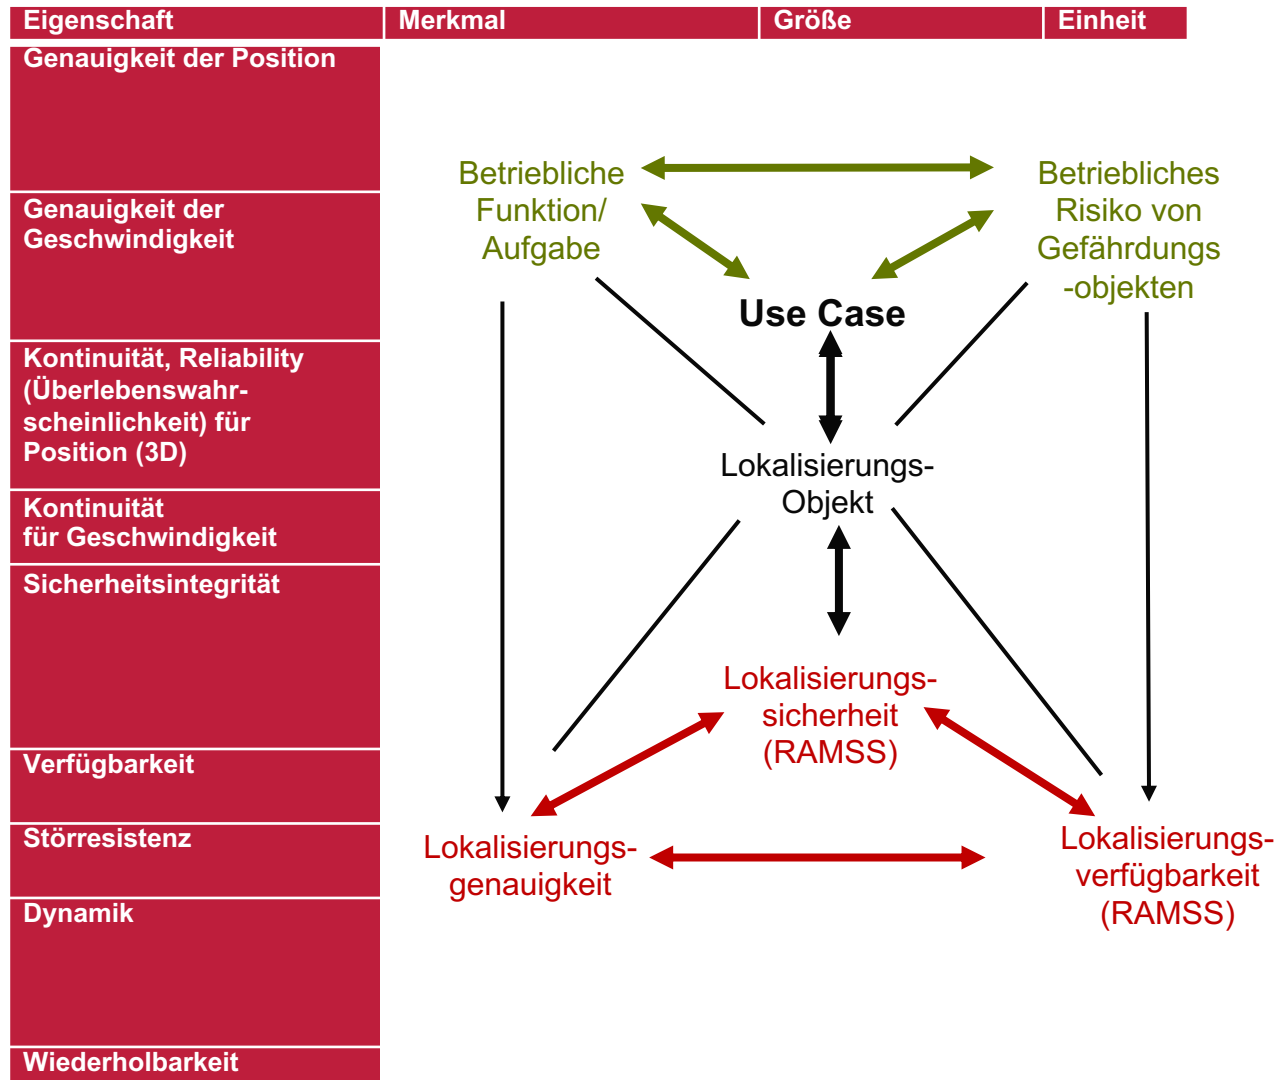 Eigenschaft
Merkmal
Größe
Einheit
Genauigkeit der Position
Genauigkeit der
Geschwindigkeit
Kontinuität, Reliability
(Überlebenswahr-
scheinlichkeit) für
Position (3D)
Kontinuität
für Geschwindigkeit
Sicherheitsintegrität
Verfügbarkeit
Störresistenz
Dynamik
Wiederholbarkeit
Betriebliche
Funktion/
Aufgabe
Betriebliches
Risiko von
Gefährdungs
-objekten
Use Case
Lokalisierungs-
Objekt
Lokalisierungs-
sicherheit
(RAMSS)
Lokalisierungs-
genauigkeit
Lokalisierungs-
verfügbarkeit
(RAMSS)